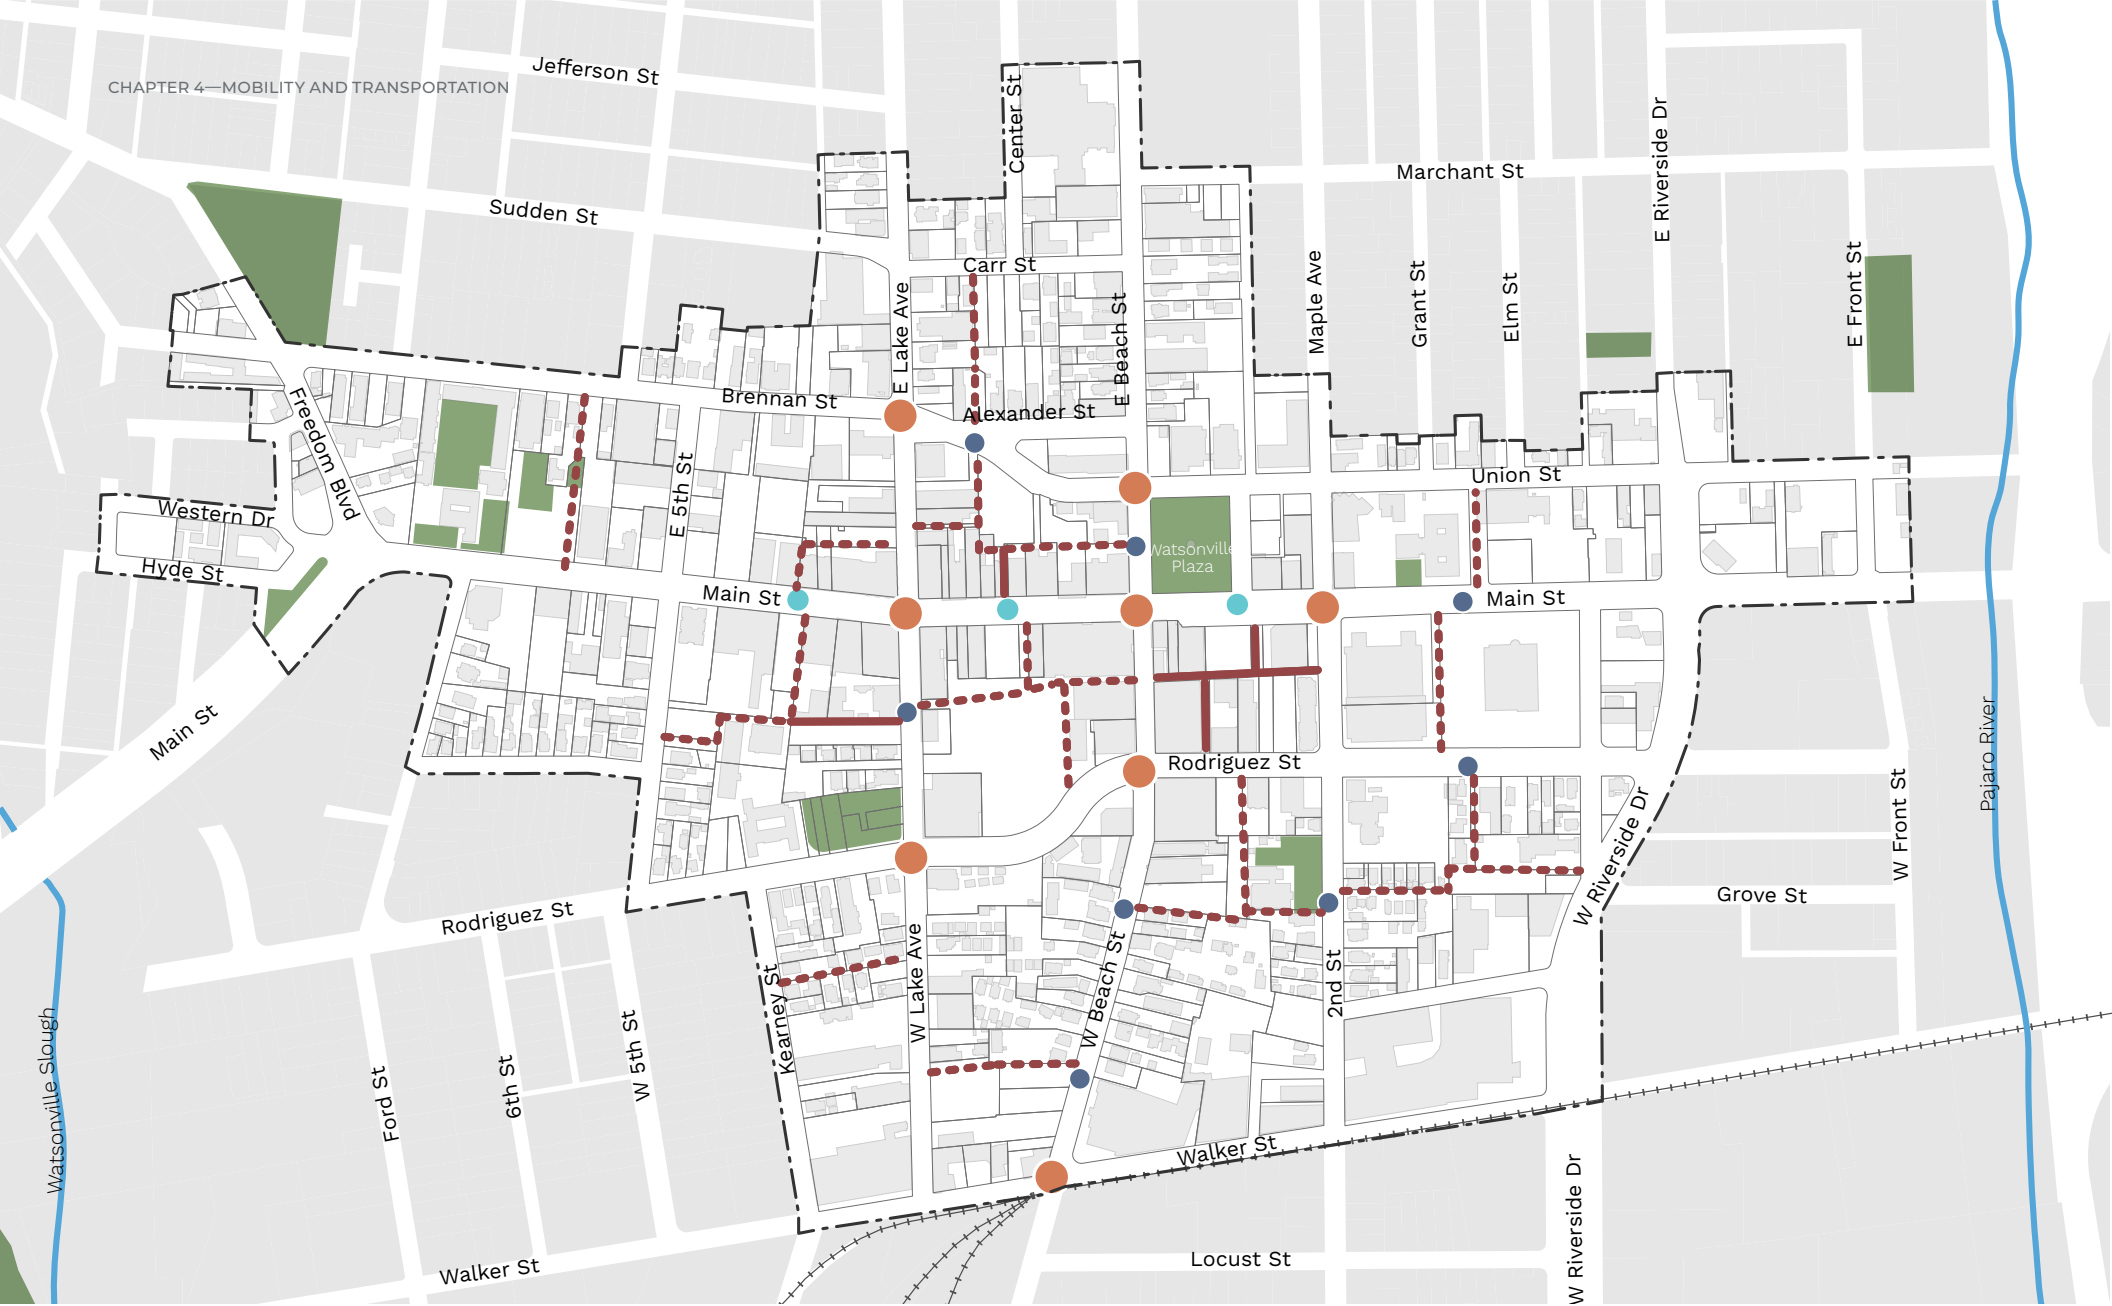 Jefferson St
CHAPTER 4—MOBILITY AND TRANSPORTATION
Center St
E Riverside Dr
Marchant St
Sudden St
Carr St
E Lake Ave
E Beach St
Maple Ave
Grant St
Elm St
E Front St
Brennan St
Alexander St
Freedom Blvd
E 5th St
Union St
Western Dr
Watsonville
Plaza
Hyde St
Main St
Main St
Main St
Pajaro River
Rodriguez St
W Front St
W Riverside Dr
Grove St
Rodriguez St
W Lake Ave
W Beach St
2nd St
Kearney St
Watsonville Slough
Ford St
6th St
W 5th St
Walker St
W Riverside Dr
Walker St
Locust St